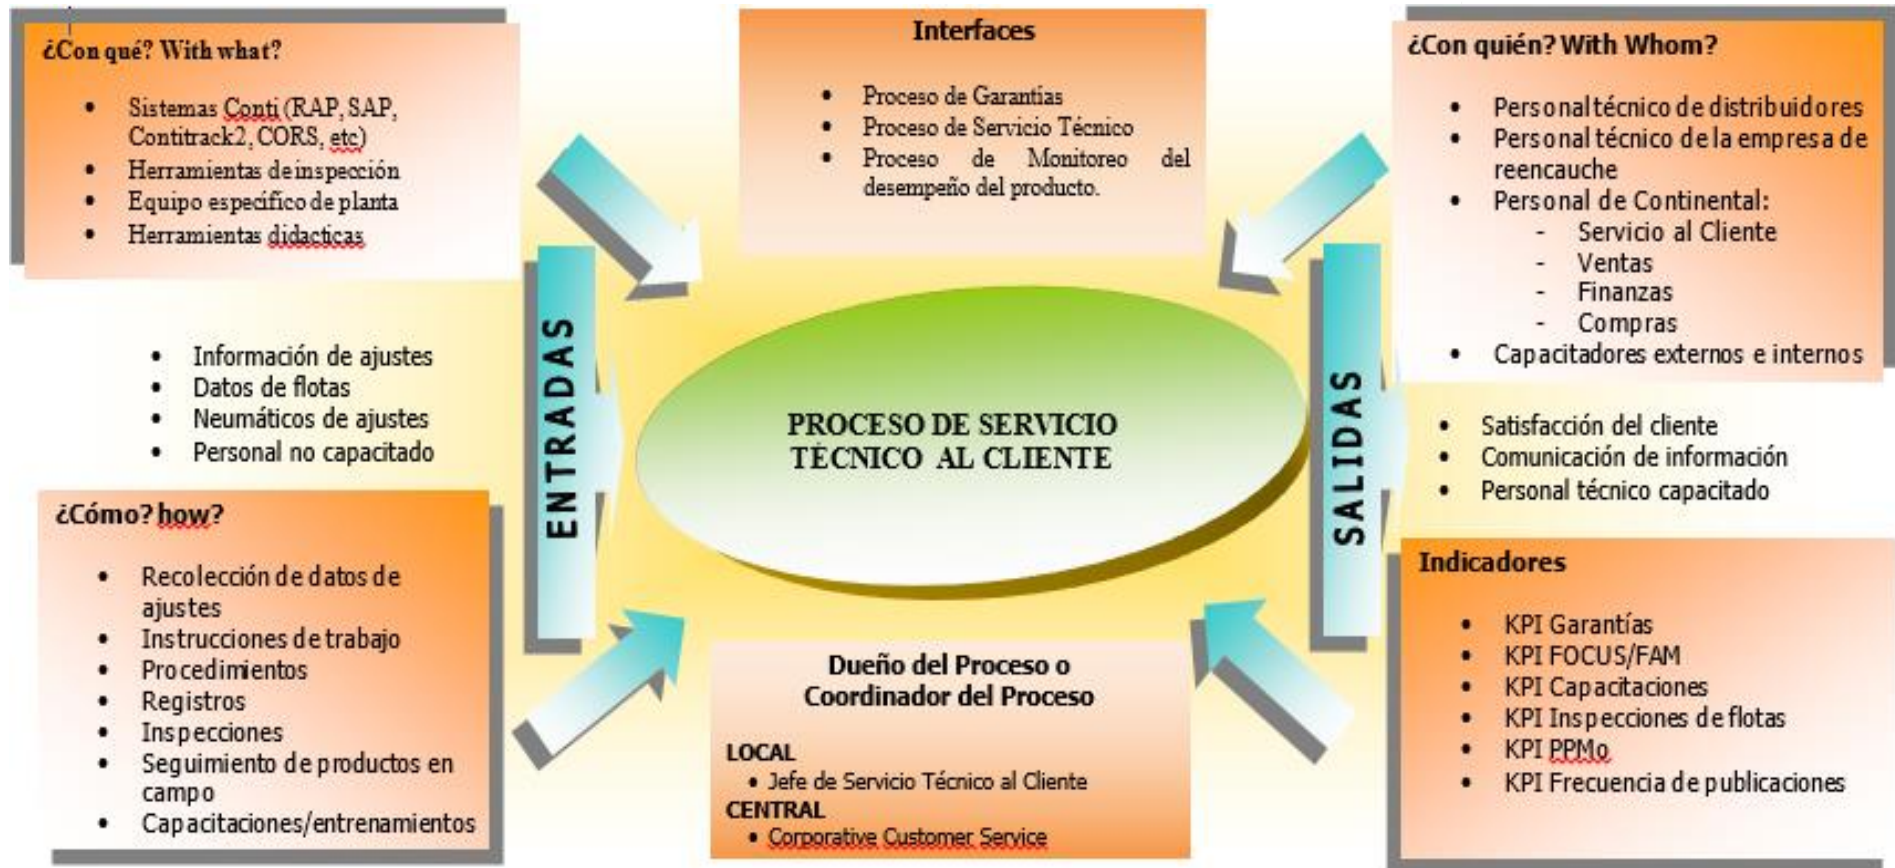 ¿Con qué? With what?
• Sistemas Conti (RAP, SAP,
Contitrack2, CORS, etc)
• Herramientas de inspección
• Equipo específico de planta
• Herramientas didacticas
• Información de ajustes
• Datos de flotas
• Neumáticos de ajustes
• Personal no capacitado
¿Cómo? how?
• Recolección de datos de
ajustes
• Instrucciones de trabajo
• Procedimientos
• Registros
• Inspecciones
• Seguimiento de productos en
campo
• Capacitaciones/entrenamientos
ENTRADAS
Interfaces
• Proceso de Garantías
• Proceso de Servicio Técnico
• Proceso de Monitoreo del
desempeño del producto.
PROCESO DE SERVICIO
TÉCNICO AL CLIENTE
Dueño del Proceso o
Coordinador del Proceso
LOCAL
• Jefe de Servicio Técnico al Cliente
CENTRAL
• Corporative Customer Service
SALIDAS
¿Con quién? With Whom?
• Personal técnico de distribuidores
• Personal técnico de la empresa de
reencauche
• Personal de Continental:
- Servicio al Cliente
- Ventas
- Finanzas
- Compras
• Capacitadores externos e internos
• Satisfacción del cliente
• Comunicación de información
• Personal técnico capacitado
Indicadores
• KPI Garantías
• KPI FOCUS/FAM
• KPI Capacitaciones
• KPI Inspecciones de flotas
• KPI PPMo
• KPI Frecuencia de publicaciones